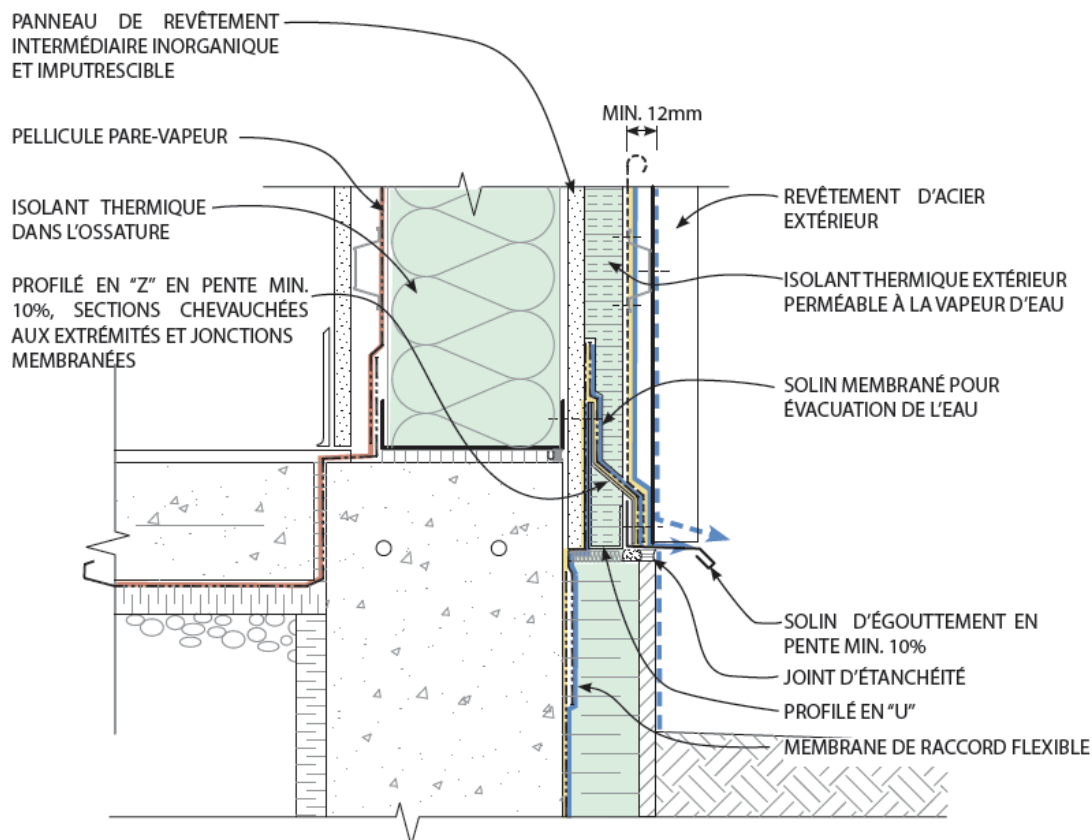 PANNEAU DE REVÊTEMENT
INTERMÉDIAIRE INORGANIQUE
ET IMPUTRESCIBLE
PELLICULE PARE-VAPEUR
ISOLANT THERMIQUE
DANS L'OSSATURE
PROFILÉ EN "Z" EN PENTE MIN.
10%, SECTIONS CHEVAUCHÉES
AUX EXTRÉMITÉS ET JONCTIONS
MEMBRANÉES
MIN. 12mm
REVÊTEMENT D'ACIER
EXTÉRIEUR
ISOLANT THERMIQUE EXTÉRIEUR
PERMÉABLE À LA VAPEUR D'EAU
SOLIN MEMBRANÉ POUR
ÉVACUATION DE L'EAU
SOLIN D'ÉGOUTTEMENT EN
PENTE MIN. 10%
JOINT D'ÉTANCHÉITÉ
PROFILÉ EN "U"
MEMBRANE DE RACCORD FLEXIBLE